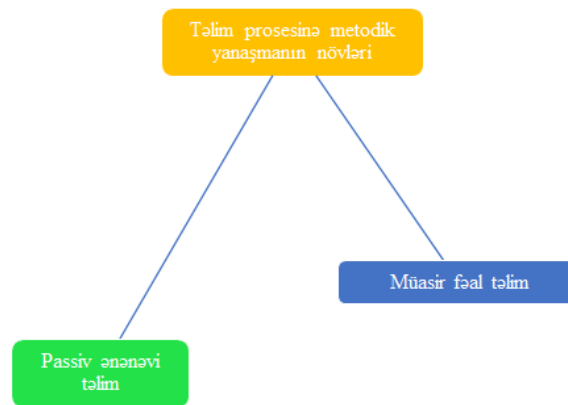 Təlim prosesinə metodik
yanaşmanın növləri
Müasir fəal təlim
Passiv ənənəvi
təlim